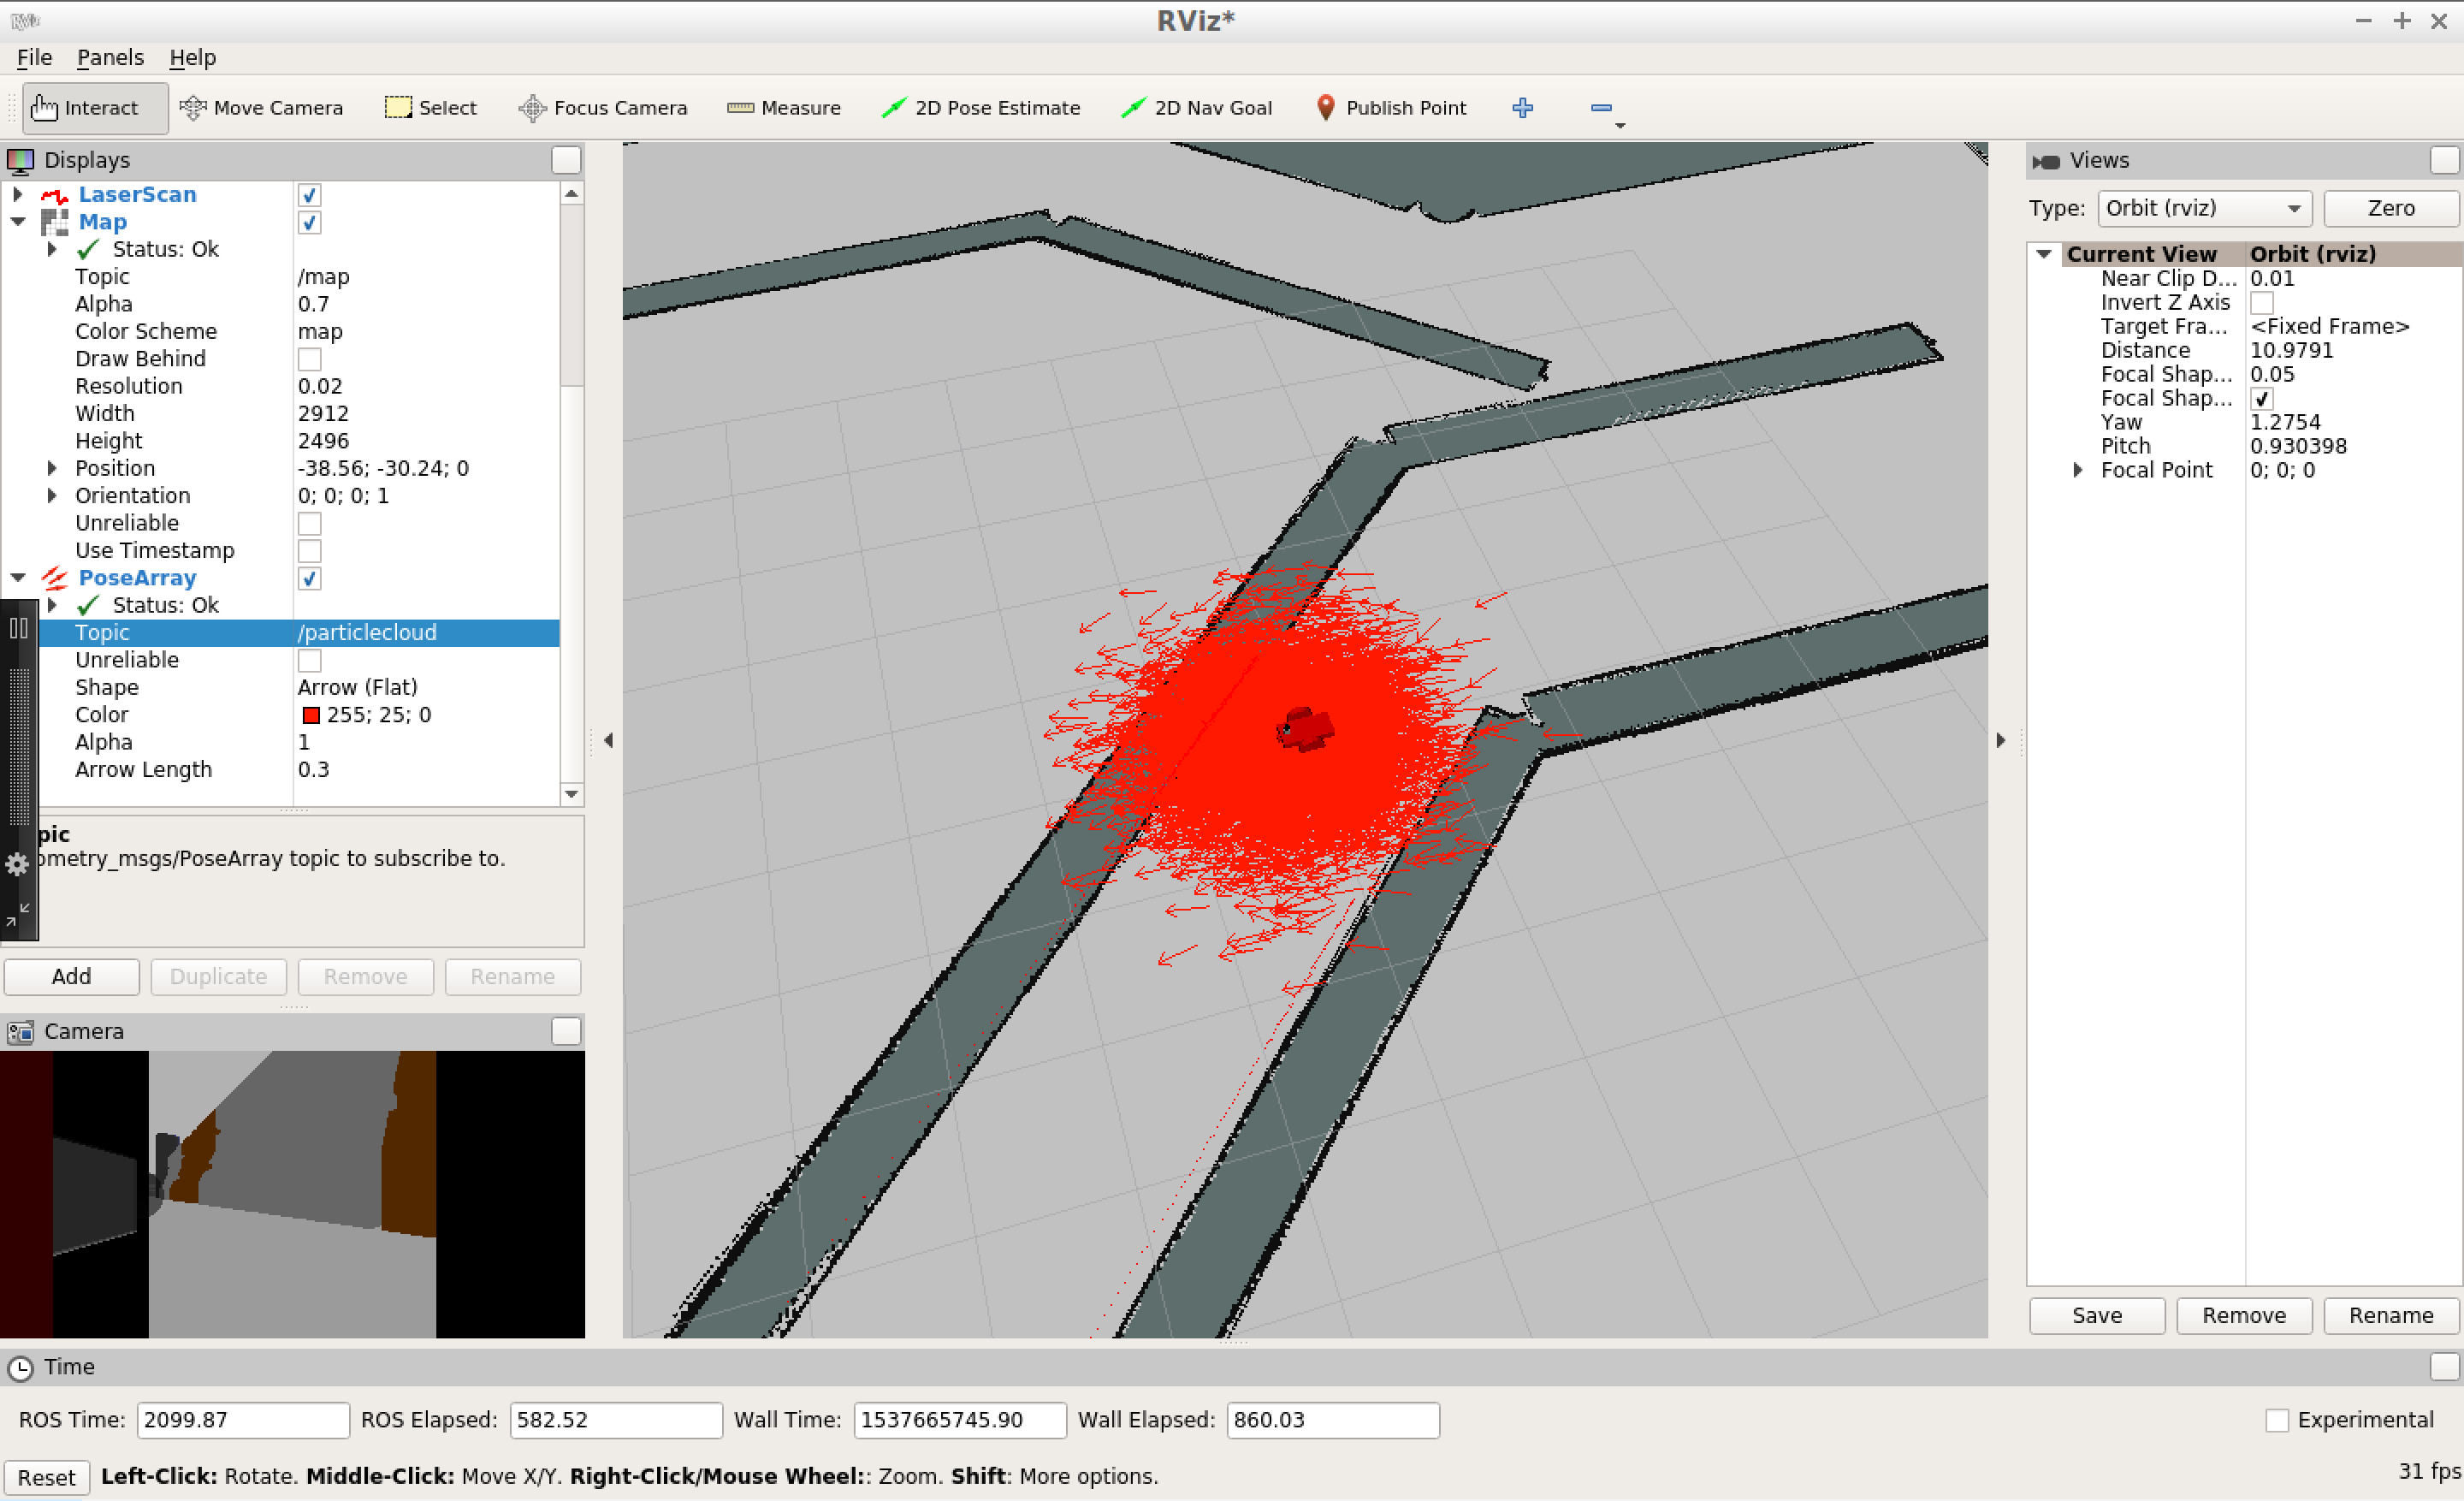 RViz*
File Panels Help
Interact Move Camera Select Focus Camera Measure 2D Pose Estimate 2D Nav Goal Publish Point
Displays
LaserScan
Map
Status: Ok
Topic /map
Alpha 0.7
Color Scheme map
Draw Behind
Resolution 0.02
Width 2912
Height 2496
Position -38.56; -30.24; 0
Orientation 0; 0; 0; 1
Unreliable
Use Timestamp
PoseArray
Status: Ok
Topic /particlecloud
Unreliable
Shape Arrow (Flat)
Color 255; 25; 0
Alpha 1
Arrow Length 0.3
pic
ometry_msgs/PoseArray topic to subscribe to.
Add Duplicate Remove Rename
Camera
Views
Type: Orbit (rviz) Zero
Current View Orbit (rviz)
Near Clip D... 0.01
Invert Z Axis
Target Fra... <Fixed Frame>
Distance 10.9791
Focal Shap... 0.05
Focal Shap...
Yaw 1.2754
Pitch 0.930398
Focal Point 0; 0; 0
Save Remove Rename
Time
ROS Time: 2099.87 ROS Elapsed: 582.52 Wall Time: 1537665745.90 Wall Elapsed: 860.03 Experimental
Reset Left-Click: Rotate. Middle-Click: Move X/Y. Right-Click/Mouse Wheel:: Zoom. Shift: More options. 31 fps